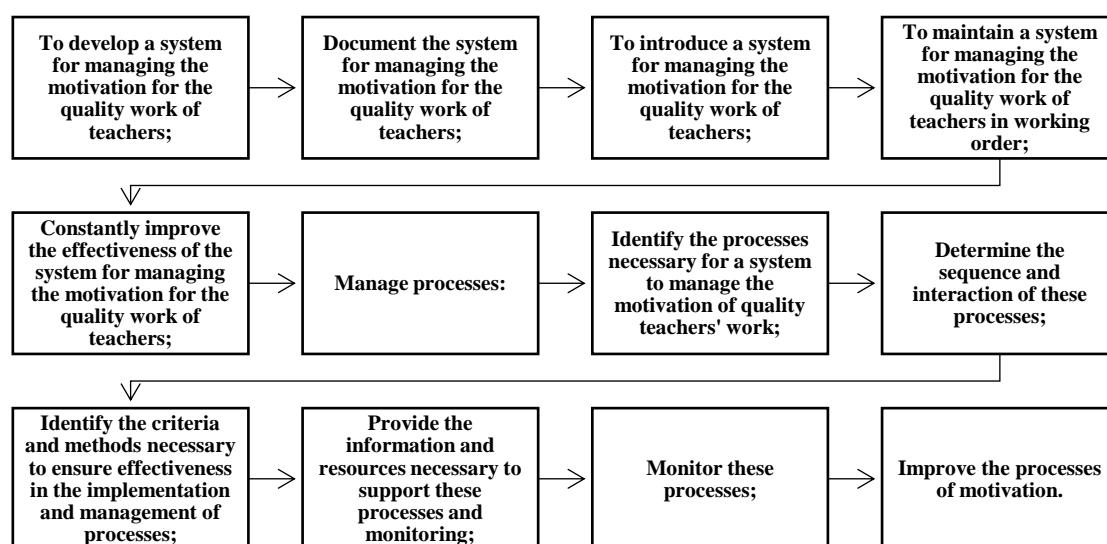 To develop a system
for managing the
motivation for the
quality work of
teachers;
Document the system
for managing the
motivation for the
quality work of
teachers;
To introduce a system
for managing the
motivation for the
quality work of
teachers;
To maintain a system
for managing the
motivation for the
quality work of
teachers in working
order;
Constantly improve
the effectiveness of the
system for managing
the motivation for the
quality work of
teachers;
Manage processes:
Identify the processes
necessary for a system
to manage the
motivation of quality
teachers' work;
Determine the
sequence and
interaction of these
processes;
Identify the criteria
and methods necessary
to ensure effectiveness
in the implementation
and management of
processes;
Provide the
information and
resources necessary to
support these
processes and
monitoring;
Monitor these
processes;
Improve the processes
of motivation.